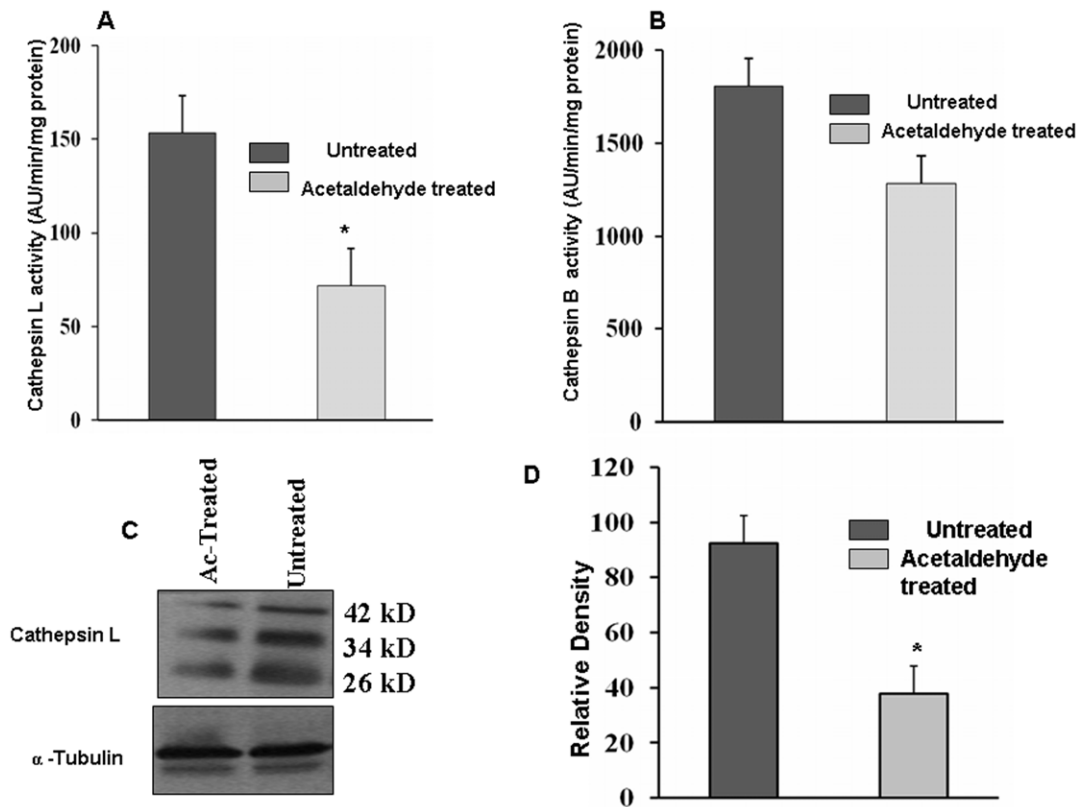 A
Cathepsin L activity (AU/min/mg protein)
200
150
100
50
0
Untreated
Acetaldehyde treated
*
B
Cathepsin B activity (AU/min/mg protein)
2000
1500
1000
500
0
Untreated
Acetaldehyde treated
C
Ac-Treated
Untreated
Cathepsin L
42 kD
34 kD
26 kD
α -Tubulin
D
Relative Density
120
100
80
60
40
20
0
Untreated
Acetaldehyde
treated
*